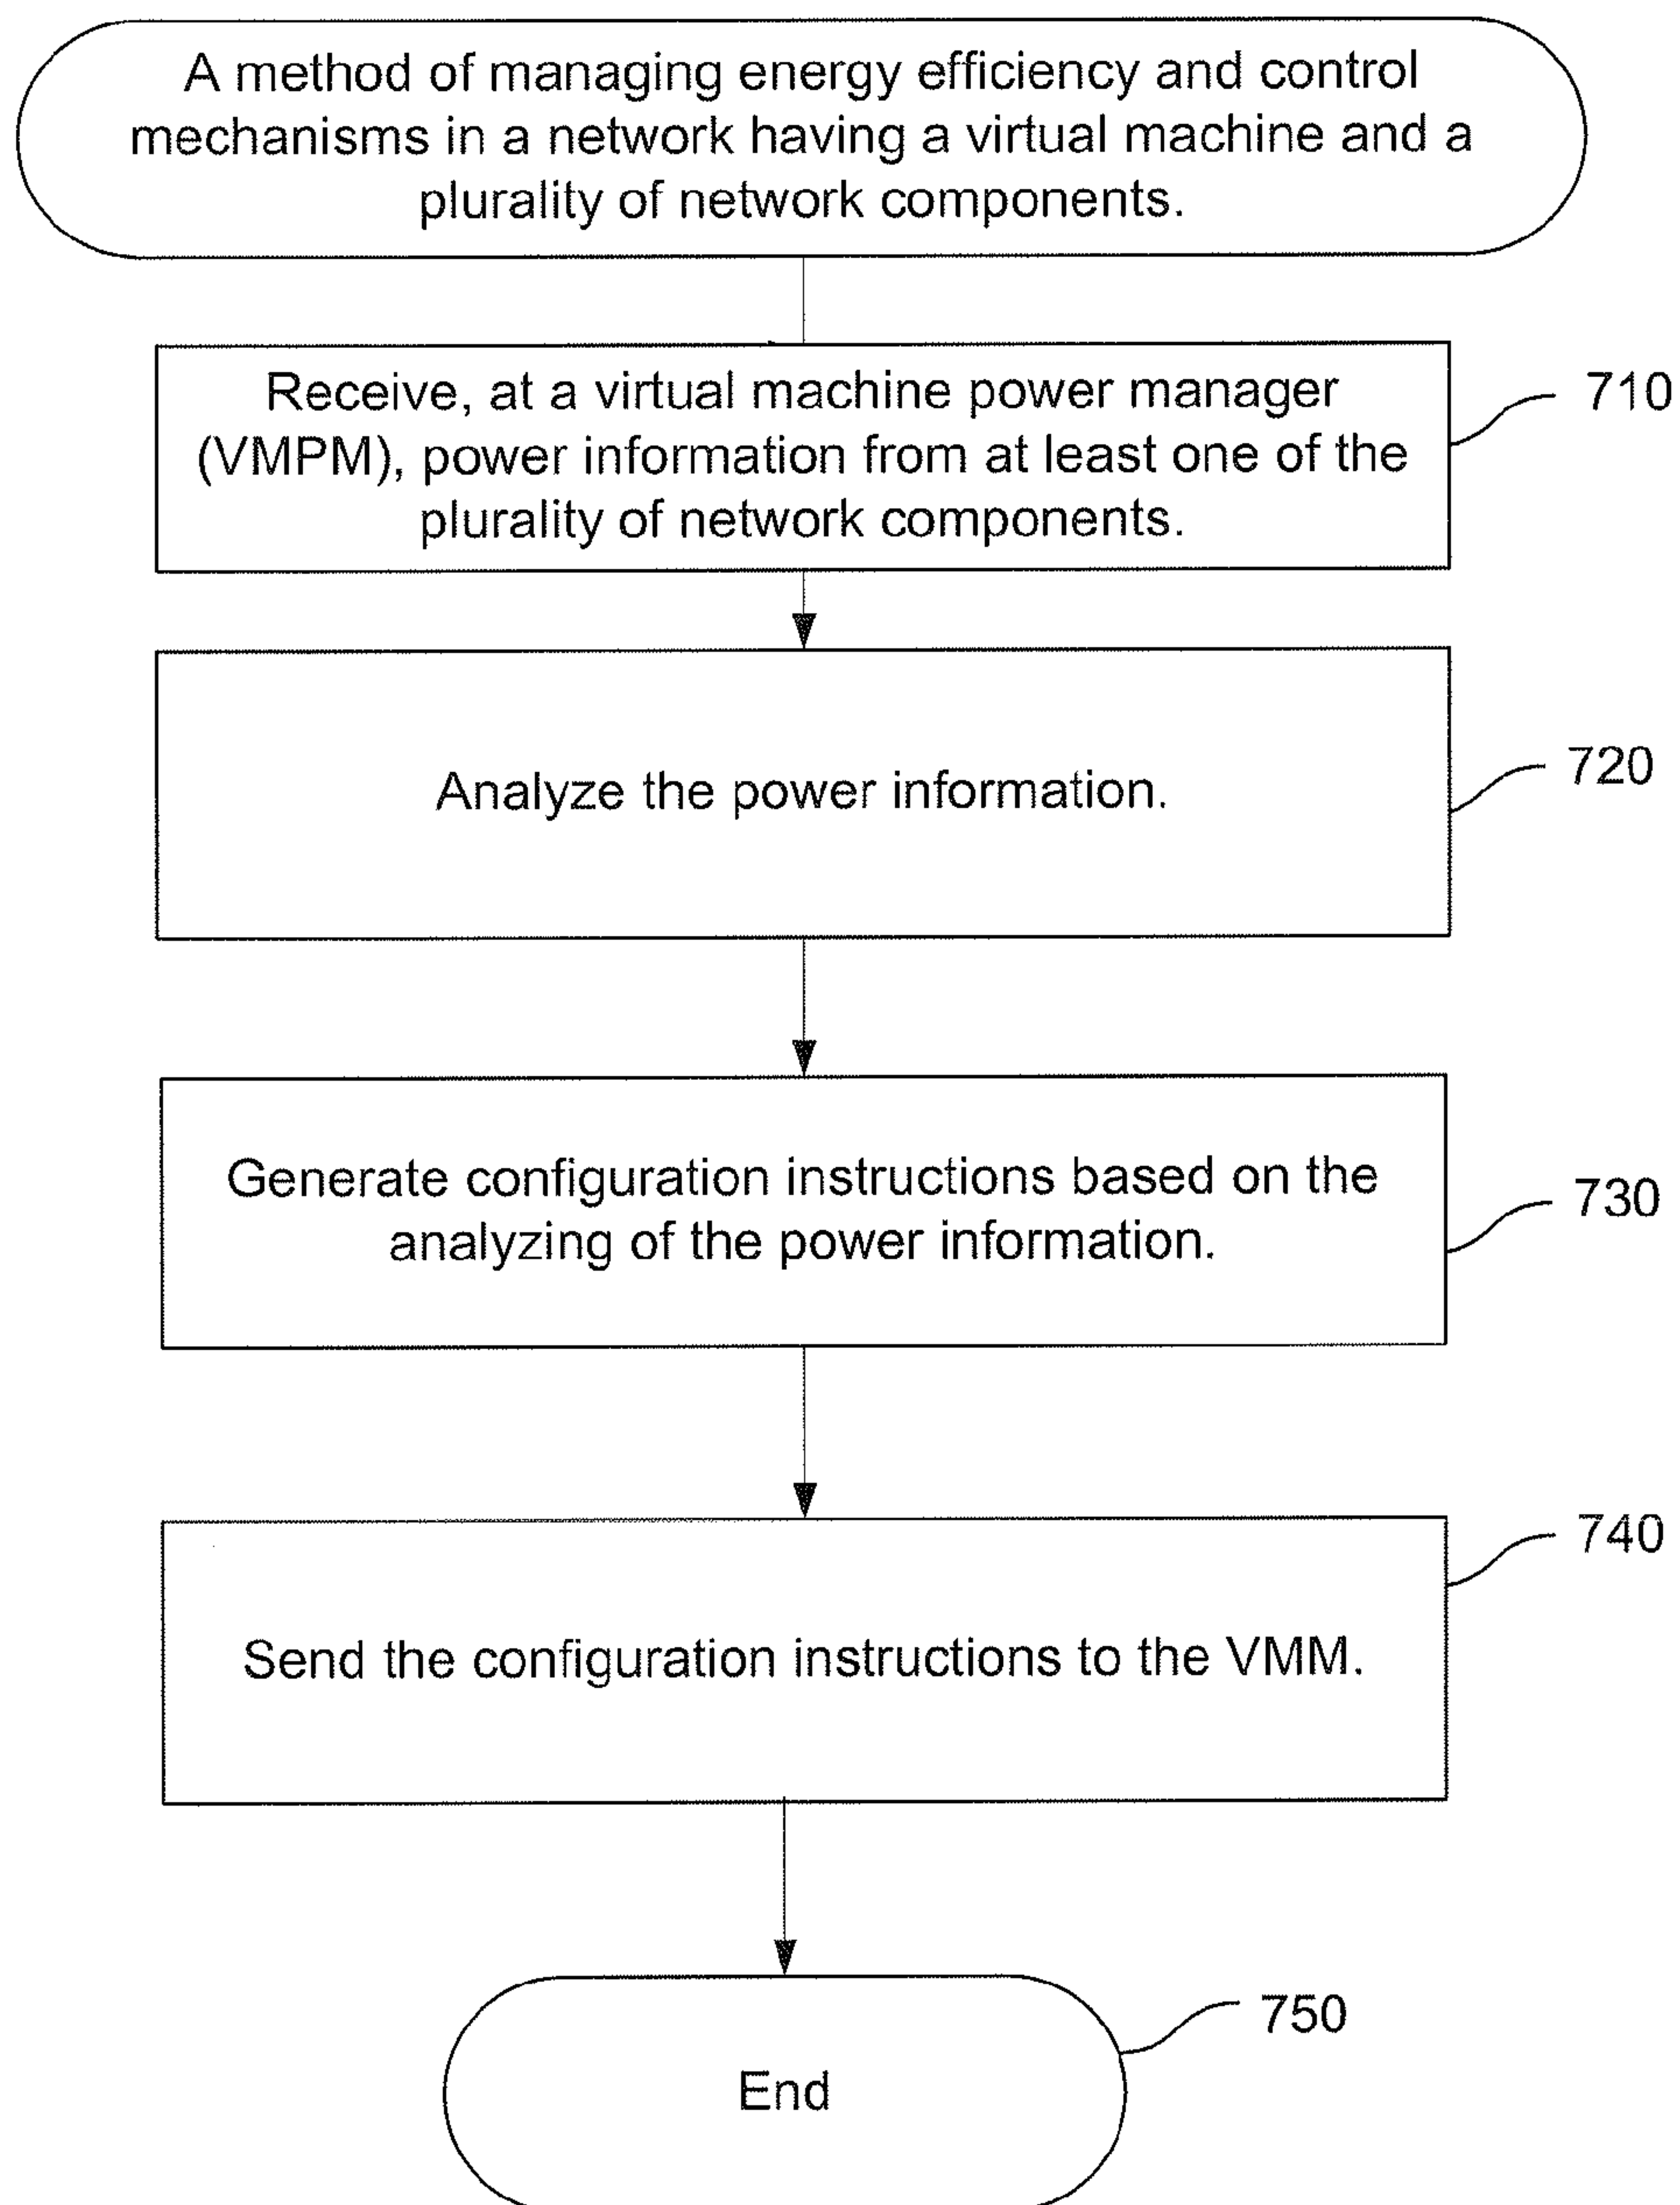 A method of managing energy efficiency and control
mechanisms in a network having a virtual machine and a
plurality of network components.
Receive, at a virtual machine power manager
(VMPM), power information from at least one of the
plurality of network components.
710
Analyze the power information.
720
Generate configuration instructions based on the
analyzing of the power information.
730
Send the configuration instructions to the VMM.
740
End
750